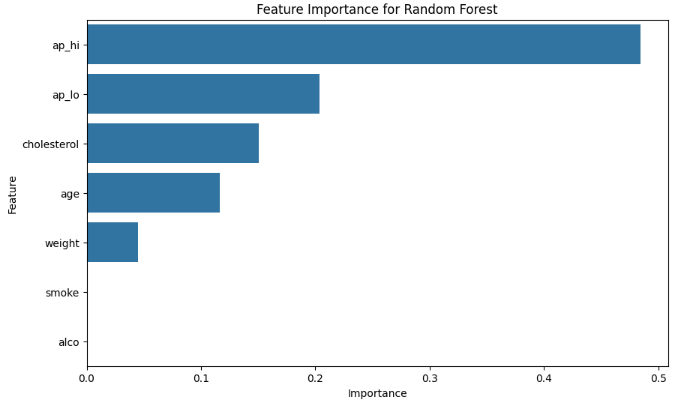 Feature Importance for Random Forest
ap_hi
ap_lo
cholesterol
age
weight
smoke
alco
Feature
0.0 0.1 0.2 0.3 0.4 0.5
Importance